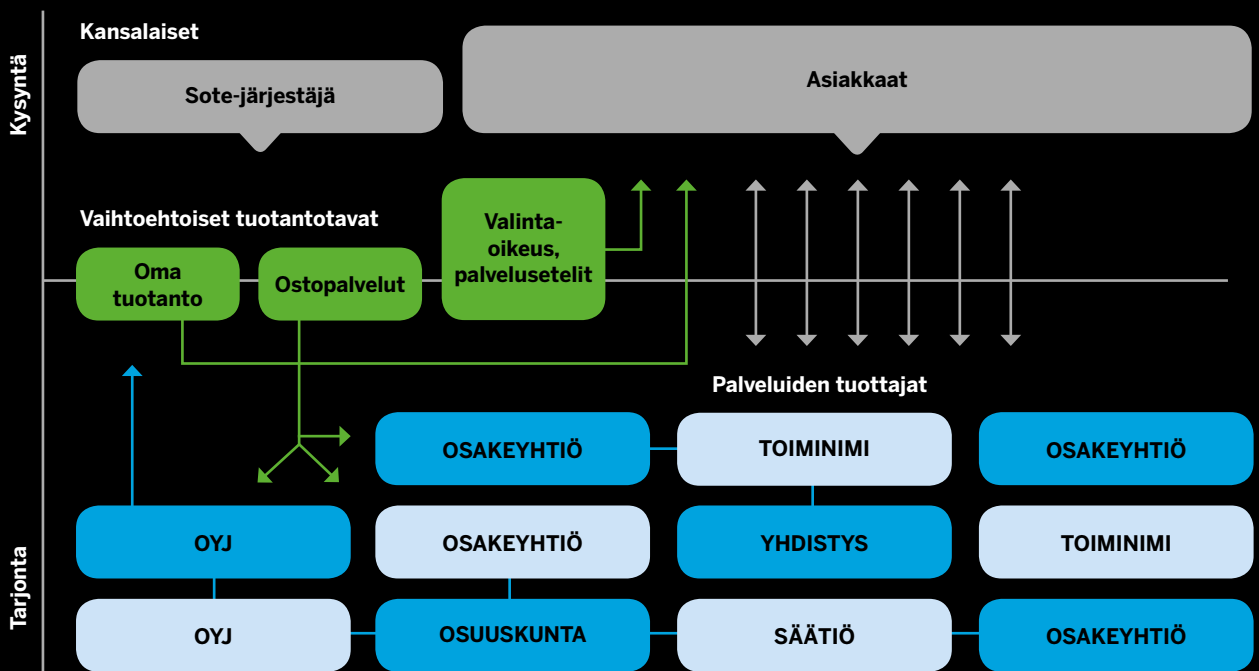 Kysyntä
Kansalaiset
Sote-järjestäjä
Asiakkaat
Vaihtoehtoiset tuotantotavat
Oma
tuotanto
Ostopalvelut
Valinta-
oikeus,
palvelusetelit
Palveluiden tuottajat
Tarjonta
OSAKEYHTIÖ
TOIMINIMI
OSAKEYHTIÖ
OYJ
OSAKEYHTIÖ
YHDISTYS
TOIMINIMI
OYJ
OSUUSKUNTA
SÄÄTIÖ
OSAKEYHTIÖ